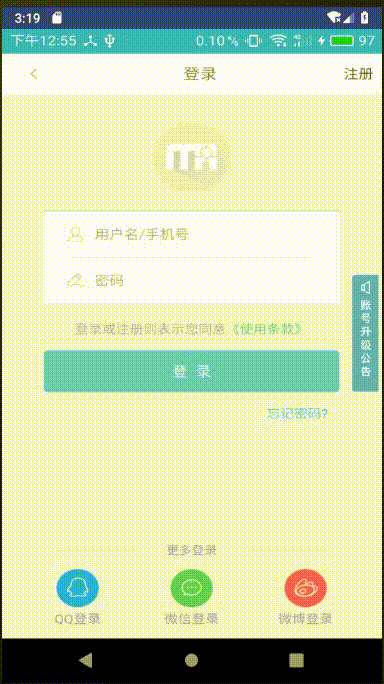 3:19
下午12:55 0.10% 97
登录 注册
用户名/手机号
密码
账号升级公告
登录或注册则表示您同意《使用条款》
登 录
忘记密码?
更多登录
QQ登录 微信登录 微博登录